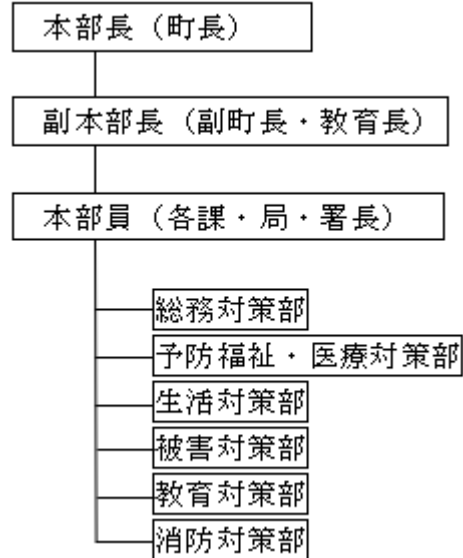 本部長（町長）
副本部長（副町長・教育長）
本部員（各課・局・署長）
総務対策部
予防福祉・医療対策部
生活対策部
被害対策部
教育対策部
消防対策部